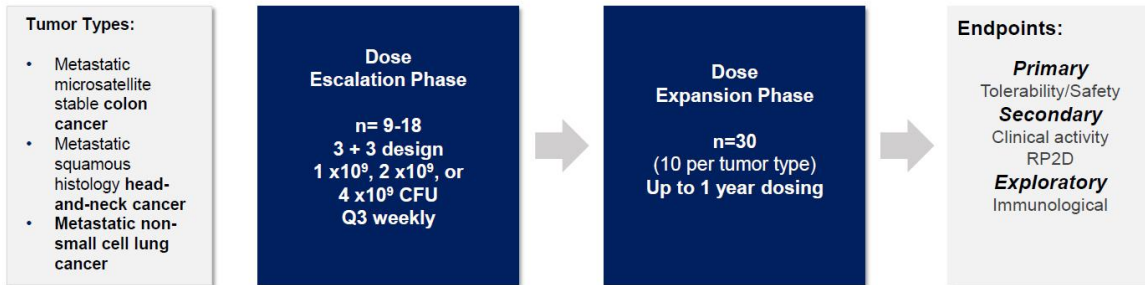 Tumor Types:
• Metastatic
microsatellite
stable colon
cancer
• Metastatic
squamous
histology head-
and-neck cancer
• Metastatic non-
small cell lung
cancer
Dose
Escalation Phase
n= 9-18
3 + 3 design
1 x10⁹, 2 x10⁹, or
4 x10⁹ CFU
Q3 weekly
Dose
Expansion Phase
n=30
(10 per tumor type)
Up to 1 year dosing
Endpoints:
Primary
Tolerability/Safety
Secondary
Clinical activity
RP2D
Exploratory
Immunological